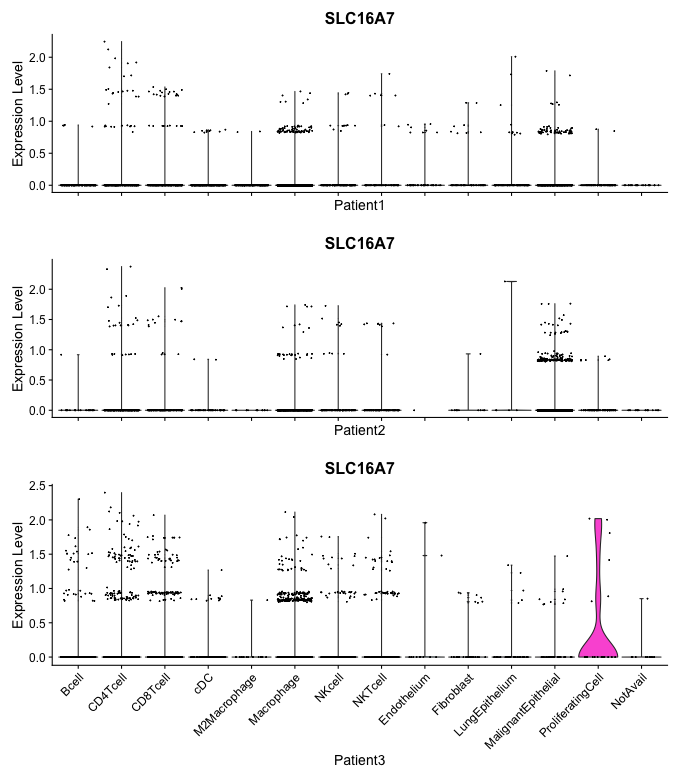 SLC16A7
Expression Level
2.0
1.5
1.0
0.5
0.0
Patient1
SLC16A7
Expression Level
2.0
1.5
1.0
0.5
0.0
Patient2
SLC16A7
Expression Level
2.5
2.0
1.5
1.0
0.5
0.0
Bcell
CD4Tcell
CD8Tcell
cDC
M2Macrophage
Macrophage
NKcell
NKTcell
Endothelium
Fibroblast
LungEpithelium
MalignantEpithelial
ProliferatingCell
NotAvail
Patient3